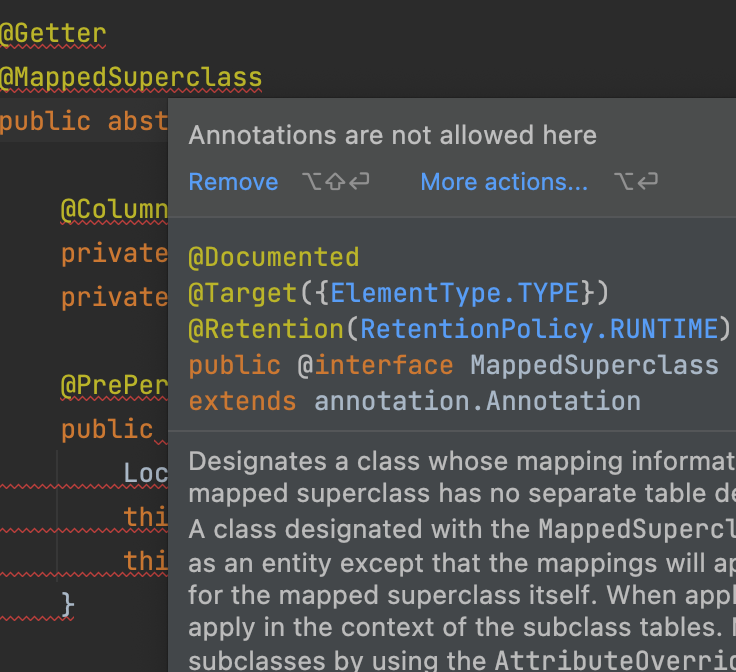 @Getter
@MappedSuperclass
public abst
@Column
private
private
@PrePer
public
Loc
thi
thi
}
Annotations are not allowed here
Remove ⌥⇧⏎ More actions... ⌥⏎
@Documented
@Target({ElementType.TYPE})
@Retention(RetentionPolicy.RUNTIME)
public @interface MappedSuperclass
extends annotation.Annotation
Designates a class whose mapping informat
mapped superclass has no separate table de
A class designated with the MappedSupercl
as an entity except that the mappings will ap
for the mapped superclass itself. When appl
apply in the context of the subclass tables.
subclasses by using the AttributeOverrid